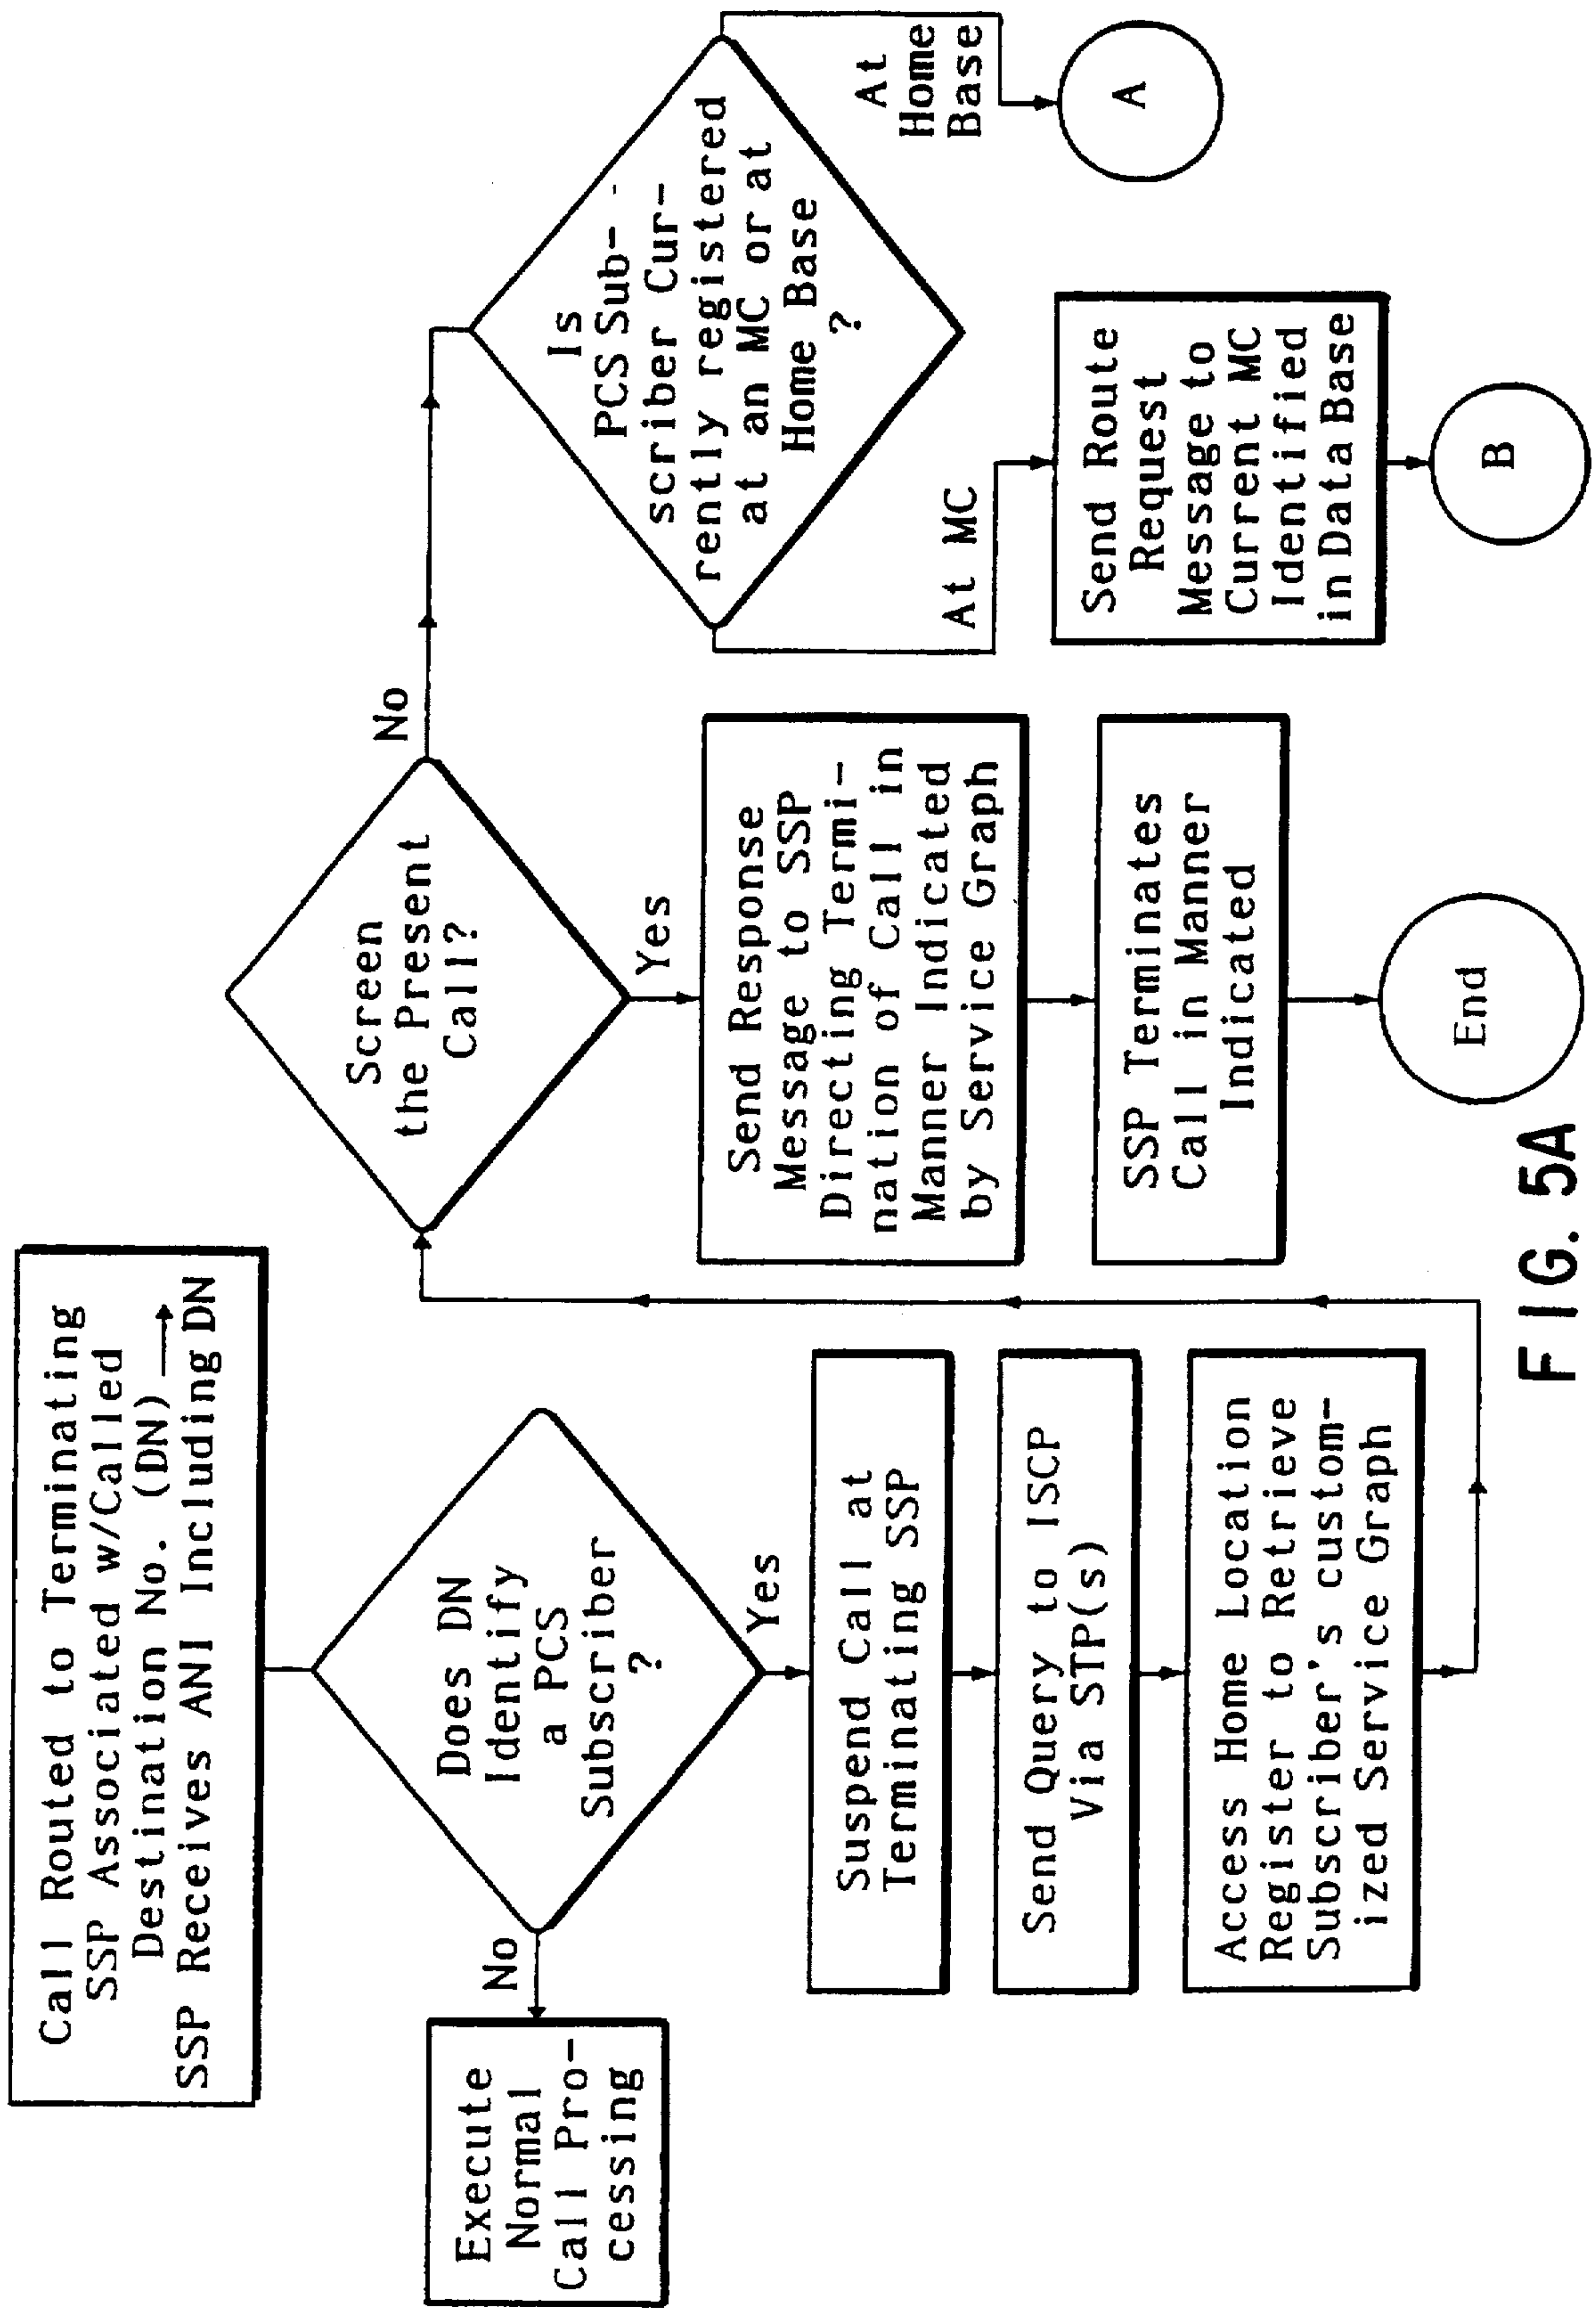 Call Routed to Terminating
SSP Associated w/Called
Destination No. (DN) →
SSP Receives ANI Including DN
Does DN
Identify
a PCS
Subscriber
?
No
Execute
Normal
Call Pro-
cessing
Yes
Suspend Call at
Terminating SSP
Send Query to ISCP
Via STP(s)
Access Home Location
Register to Retrieve
Subscriber's custom-
ized Service Graph
Screen
the Present
Call?
No
Yes
Send Response
Message to SSP
Directing Termi-
nation of Call in
Manner Indicated
by Service Graph
SSP Terminates
Call in Manner
Indicated
End
Is
PCS Sub-
scriber Cur-
rently registered
at an MC or at
Home Base
?
At MC
Send Route
Request
Message to
Current MC
Identified
in Data Base
B
At
Home
Base
A
FIG. 5A